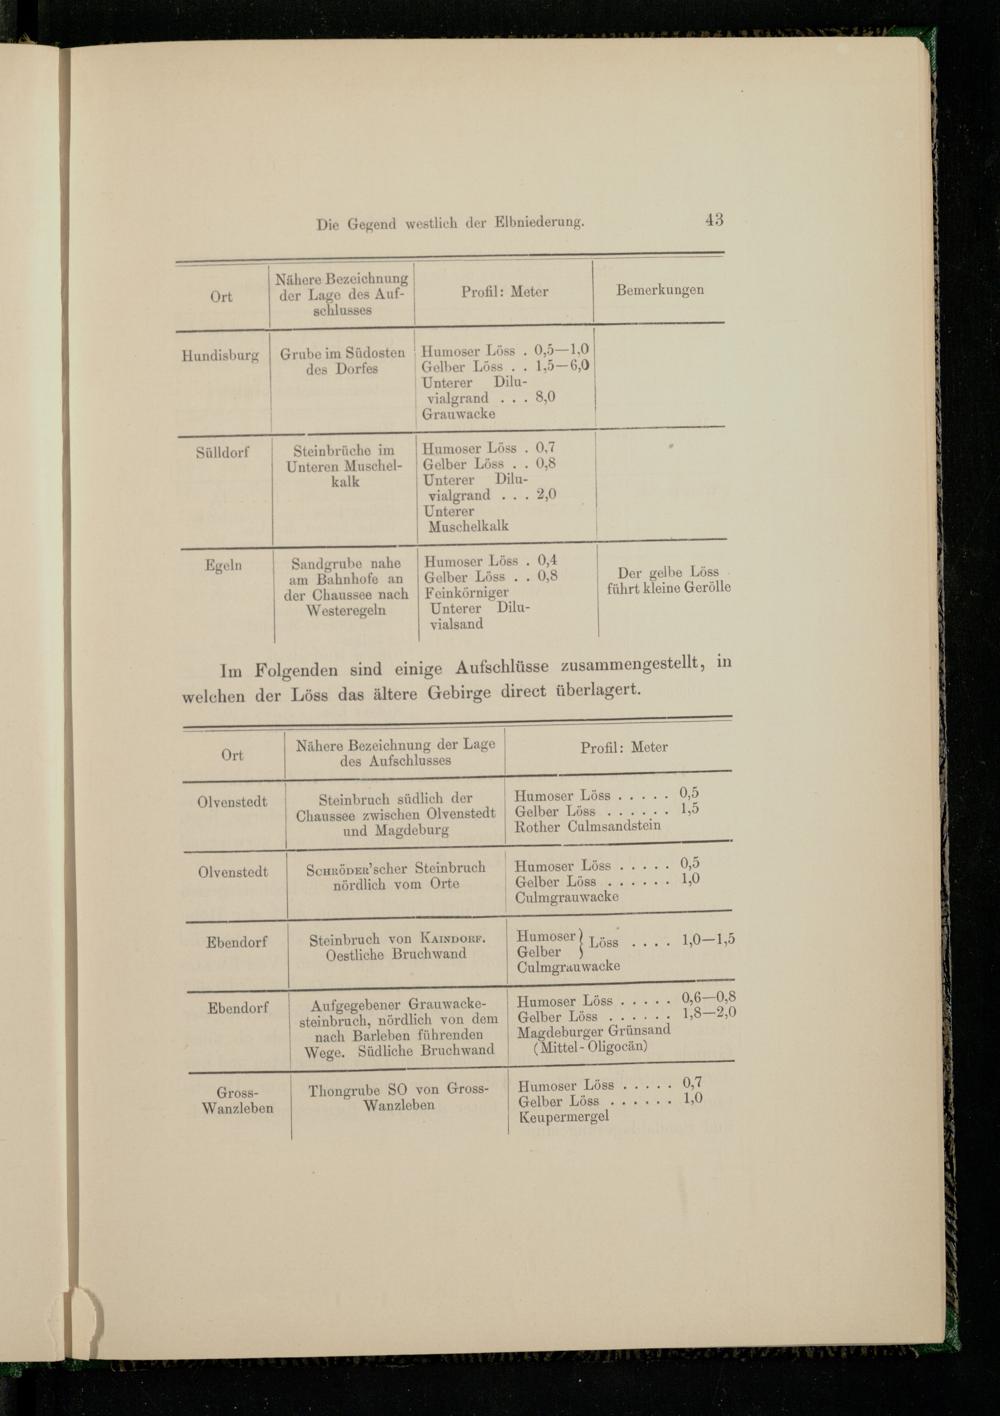 Die Gegend westlich der Elbniederung. 43
Ort
Nähere Bezeichnung
der Lage des Auf-
schlusses
Profil: Meter
Bemerkungen
Hundisburg
Grube im Südosten
des Dorfes
Humoser Löss . 0,5—1,0
Gelber Löss . . 1,5—6,0
Unterer Dilu-
vialgrand . . . 8,0
Grauwacke
Sülldorf
Steinbrüche im
Unteren Muschel-
kalk
Humoser Löss . 0,7
Gelber Löss . . 0,8
Unterer Dilu-
vialgrand . . . 2,0
Unterer
Muschelkalk
Egeln
Sandgrube nahe
am Bahnhofe an
der Chaussee nach
Westeregeln
Humoser Löss . 0,4
Gelber Löss . . 0,8
Feinkörniger
Unterer Dilu-
vialsand
Der gelbe Löss
führt kleine Gerölle
Im Folgenden sind einige Aufschlüsse zusammengestellt, in
welchen der Löss das ältere Gebirge direct überlagert.
Ort
Nähere Bezeichnung der Lage
des Aufschlusses
Profil: Meter
Olvenstedt
Steinbruch südlich der
Chaussee zwischen Olvenstedt
und Magdeburg
Humoser Löss . . . . . 0,5
Gelber Löss . . . . . . 1,5
Rother Culmsandstein
Olvenstedt
SCHRÖDER'scher Steinbruch
nördlich vom Orte
Humoser Löss . . . . . 0,5
Gelber Löss . . . . . . 1,0
Culmgrauwacke
Ebendorf
Steinbruch von KAINDORF.
Oestliche Bruchwand
Humoser } Löss . . . . 1,0—1,5
Gelber
Culmgrauwacke
Ebendorf
Aufgegebener Grauwacke-
steinbruch, nördlich von dem
nach Barleben führenden
Wege. Südliche Bruchwand
Humoser Löss . . . . . 0,6—0,8
Gelber Löss . . . . . . 1,8—2,0
Magdeburger Grünsand
(Mittel-Oligocän)
Gross-
Wanzleben
Thongrube SO von Gross-
Wanzleben
Humoser Löss . . . . . 0,7
Gelber Löss . . . . . . 1,0
Keupermergel